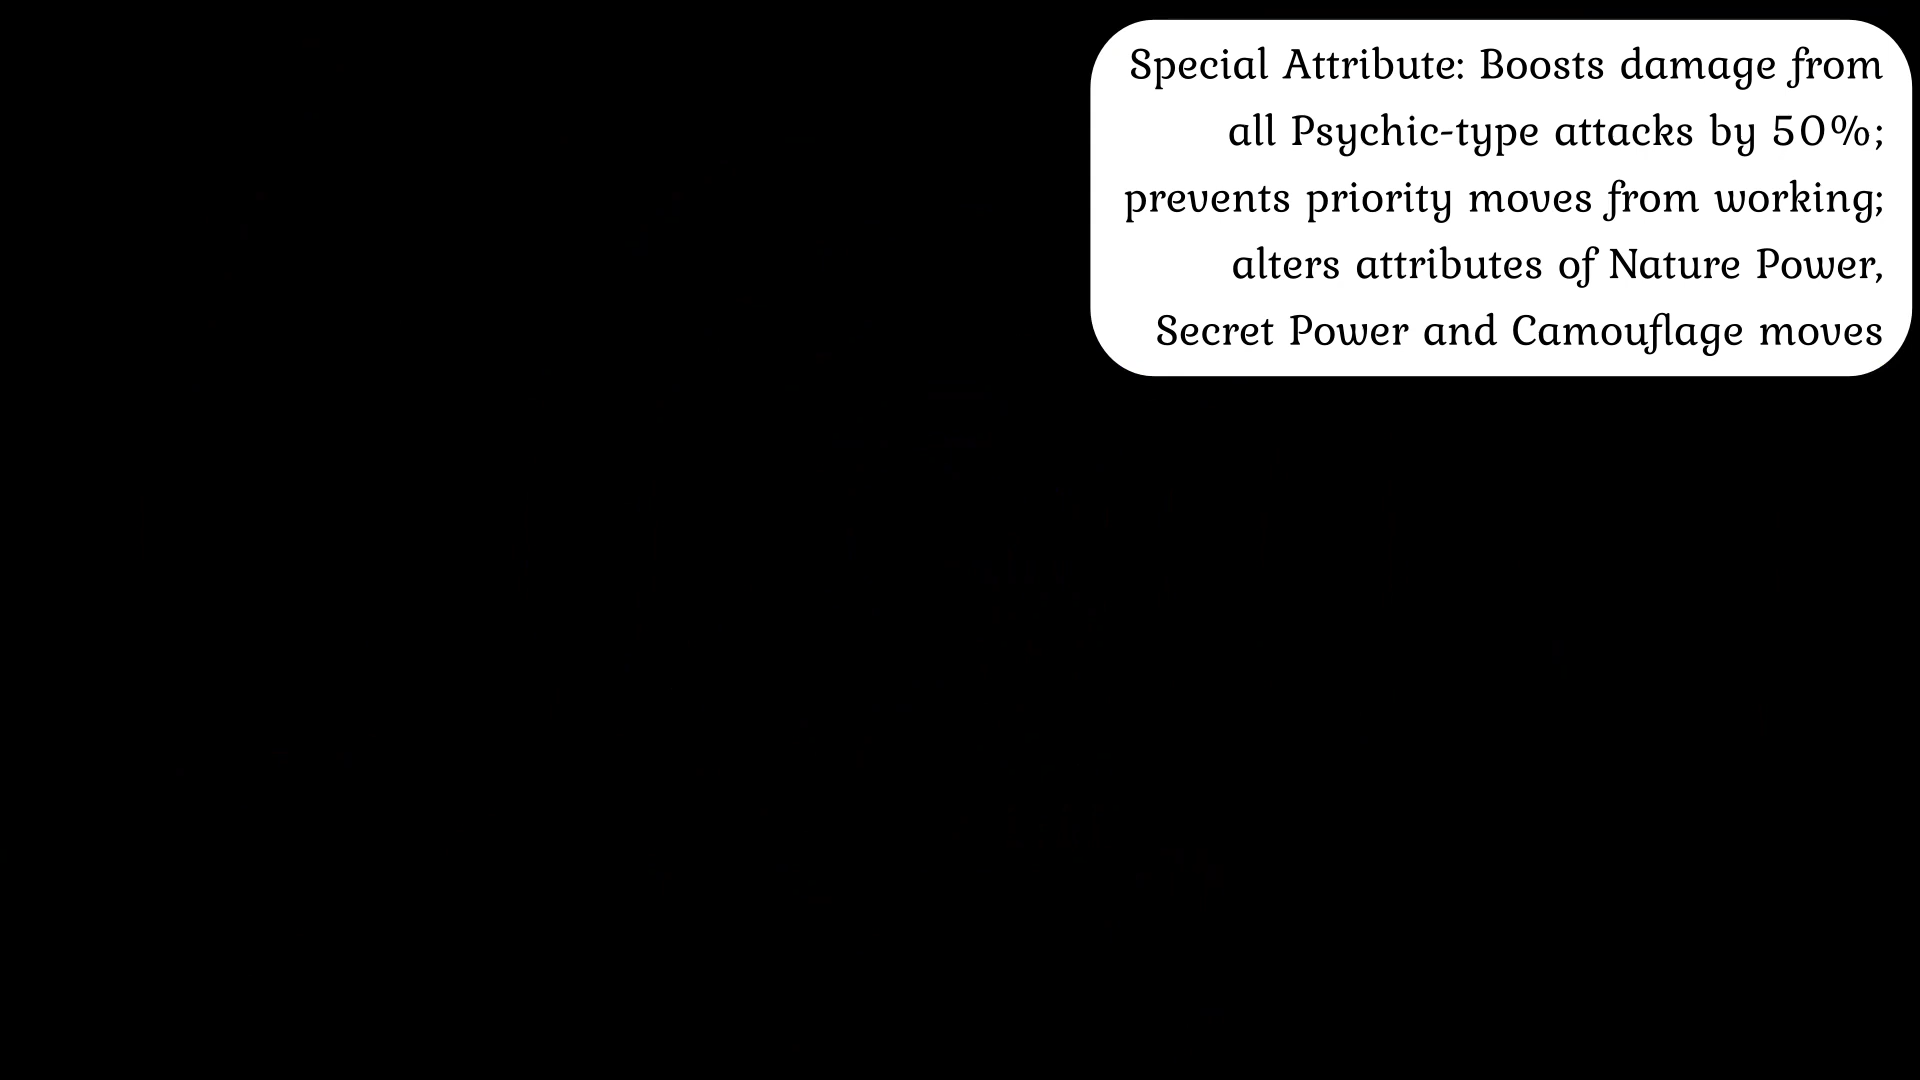 Special Attribute: Boosts damage from
all Psychic-type attacks by 50%;
prevents priority moves from working;
alters attributes of Nature Power,
Secret Power and Camouflage moves